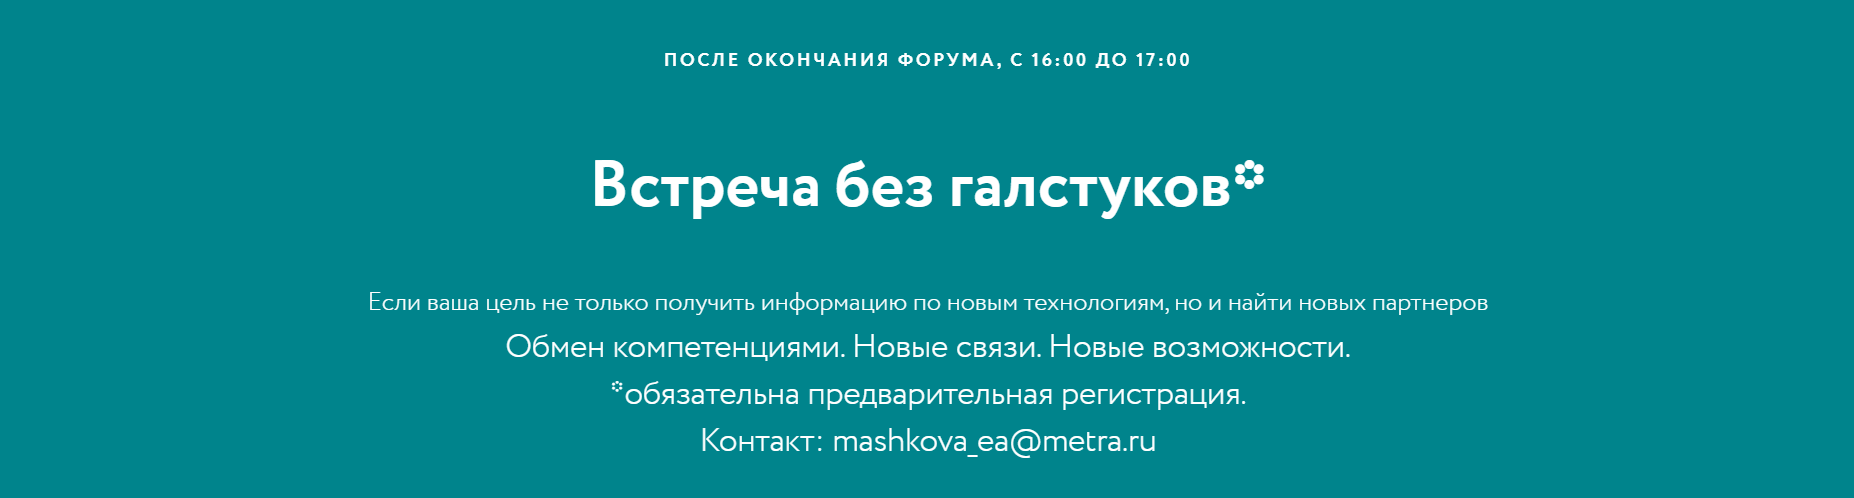 ПОСЛЕ ОКОНЧАНИЯ ФОРУМА, С 16:00 ДО 17:00
Встреча без галстуков*
Если ваша цель не только получить информацию по новым технологиям, но и найти новых партнеров
Обмен компетенциями. Новые связи. Новые возможности.
*обязательна предварительная регистрация.
Контакт: mashkova_ea@metra.ru